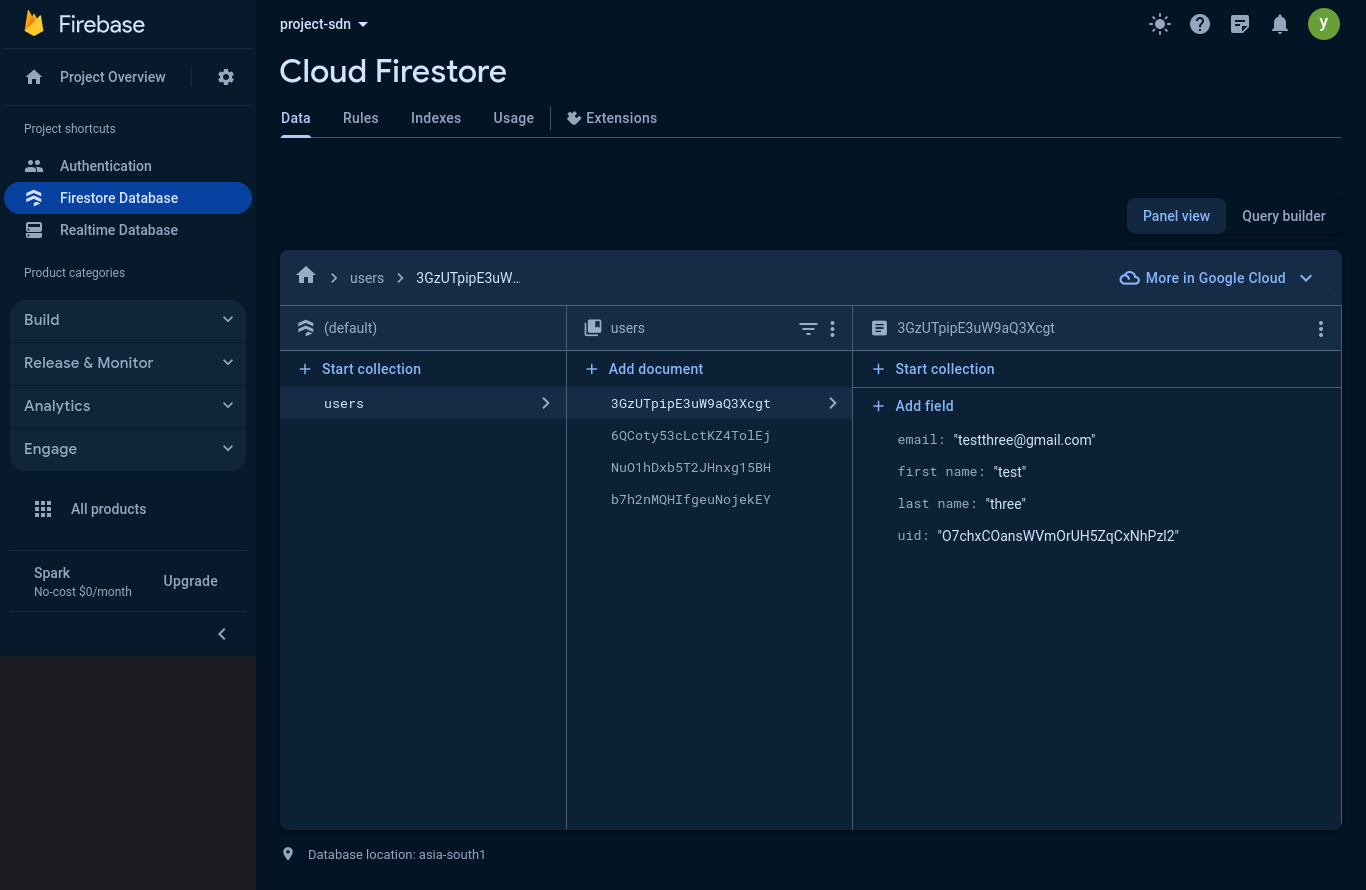 Firebase
project-sdn
y
Project Overview
Cloud Firestore
Data Rules Indexes Usage Extensions
Project shortcuts
Authentication
Firestore Database
Realtime Database
Product categories
Build
Release & Monitor
Analytics
Engage
All products
Spark
No-cost $0/month
Upgrade
Panel view Query builder
users 3GzUTpipE3uW…
More in Google Cloud
(default)
Start collection
users
users
Add document
3GzUTpipE3uW9aQ3Xcgt
6QCoty53cLctKZ4TolEj
NuO1hDxb5T2JHnxg15BH
b7h2nMQHIfgeuNojekEY
3GzUTpipE3uW9aQ3Xcgt
Start collection
Add field
email: "testthree@gmail.com"
first name: "test"
last name: "three"
uid: "O7chxCOansWVmOrUH5ZqCxNhPzl2"
Database location: asia-south1